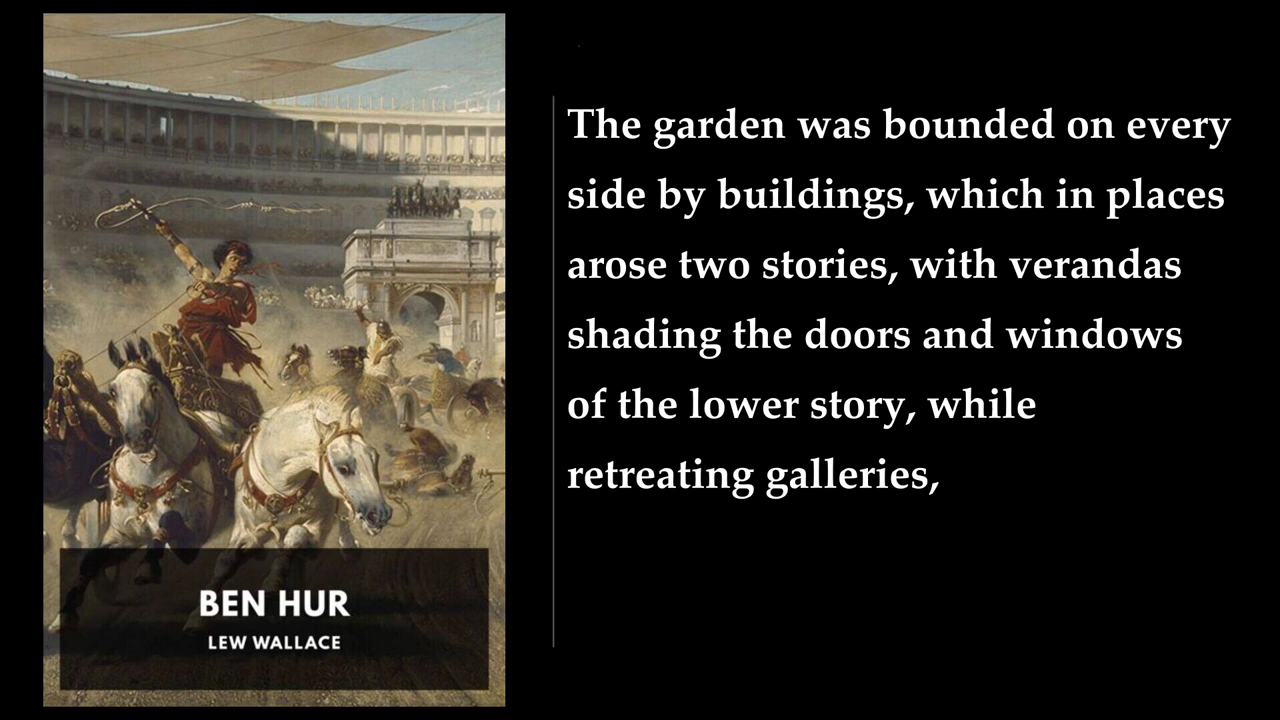 The garden was bounded on every
side by buildings, which in places
arose two stories, with verandas
shading the doors and windows
of the lower story, while
retreating galleries,
BEN HUR
LEW WALLACE